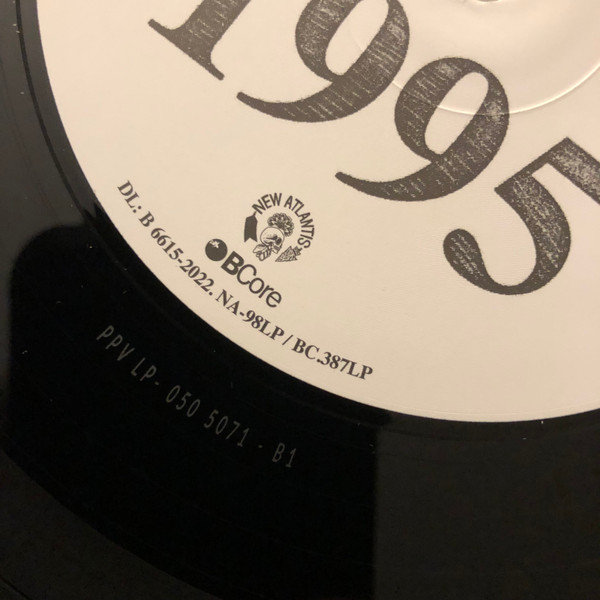 1995
NEW ATLANTIS
BCore
DL: B 6615-2022. NA-98LP / BC.387LP
PPV LP- 050 5071 - B1